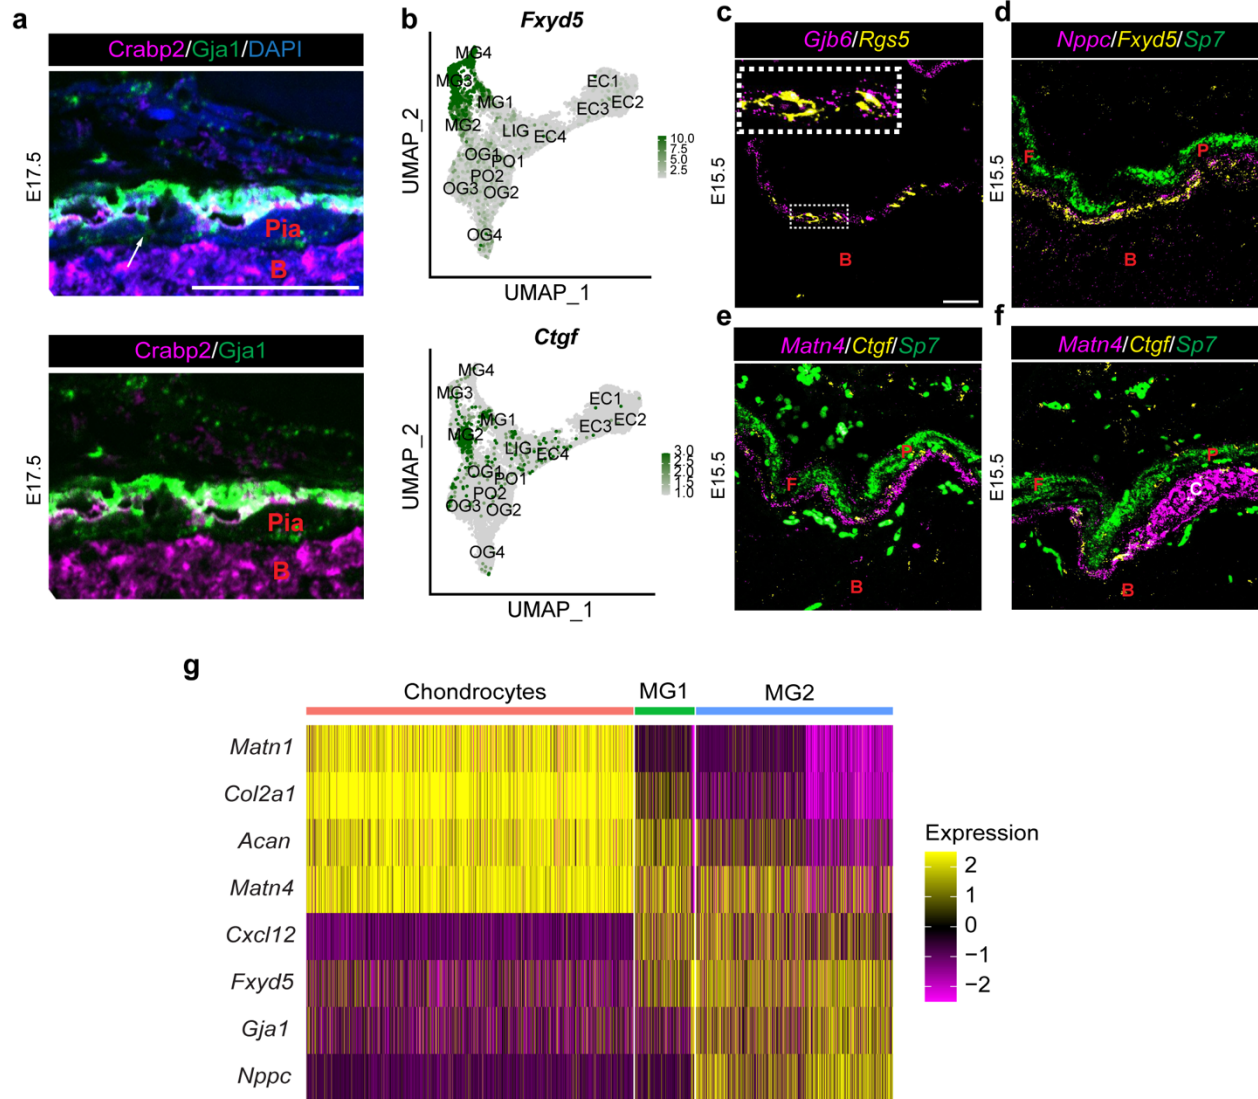 a
Crabp2/Gja1/DAPI
E17.5
Pia
B
Crabp2/Gja1
E17.5
Pia
B
b
Fxyd5
UMAP_2
MG4
MG3
MG1
MG2
EC1
EC2
EC3
LIG
EC4
OG1
PO1
PO2
OG3
OG2
OG4
10.0
7.5
5.0
2.5
UMAP_1
Ctgf
UMAP_2
MG4
MG3
MG1
MG2
EC1
EC2
EC3
LIG
EC4
OG1
PO1
PO2
OG3
OG2
OG4
3.0
2.5
2.0
1.5
1.0
UMAP_1
c
Gjb6/Rgs5
E15.5
B
d
Nppc/Fxyd5/Sp7
E15.5
F
P
B
e
Matn4/Ctgf/Sp7
E15.5
F
P
B
f
Matn4/Ctgf/Sp7
E15.5
F
P
C
B
g
Chondrocytes
MG1
MG2
Matn1
Col2a1
Acan
Matn4
Cxcl12
Fxyd5
Gja1
Nppc
Expression
2
1
0
−1
−2